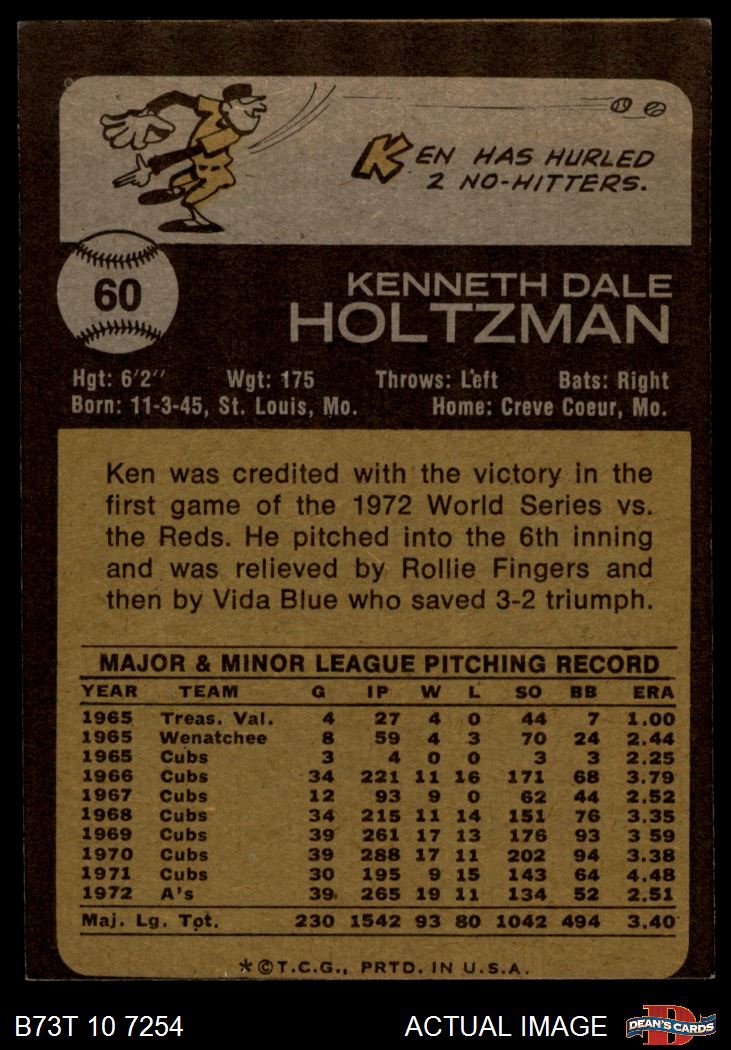 KEN HAS HURLED
2 NO-HITTERS.
60
KENNETH DALE
HOLTZMAN
Hgt: 6'2" Wgt: 175 Throws: Left Bats: Right
Born: 11-3-45, St. Louis, Mo. Home: Creve Coeur, Mo.
Ken was credited with the victory in the
first game of the 1972 World Series vs.
the Reds. He pitched into the 6th inning
and was relieved by Rollie Fingers and
then by Vida Blue who saved 3-2 triumph.
MAJOR & MINOR LEAGUE PITCHING RECORD
YEAR TEAM G IP W L SO BB ERA
1965 Treas. Val. 4 27 4 0 44 7 1.00
1965 Wenatchee 8 59 4 3 70 24 2.44
1965 Cubs 3 4 0 0 3 3 2.25
1966 Cubs 34 221 11 16 171 68 3.79
1967 Cubs 12 93 9 0 62 44 2.52
1968 Cubs 34 215 11 14 151 76 3.35
1969 Cubs 39 261 17 13 176 93 3 59
1970 Cubs 39 288 17 11 202 94 3.38
1971 Cubs 30 195 9 15 143 64 4.48
1972 A's 39 265 19 11 134 52 2.51
Maj. Lg. Tot. 230 1542 93 80 1042 494 3.40
*©T.C.G., PRTD. IN U.S.A.
B73T 10 7254 ACTUAL IMAGE D DEAN'S CARDS